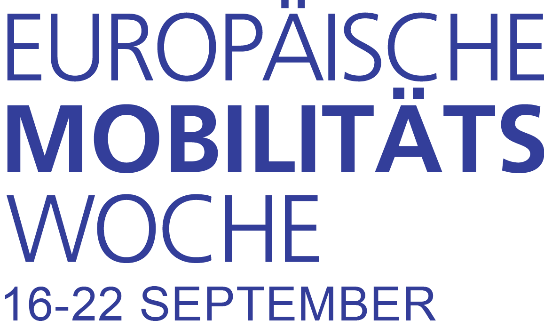 EUROPÄISCHE
MOBILITÄTS
WOCHE
16-22 SEPTEMBER